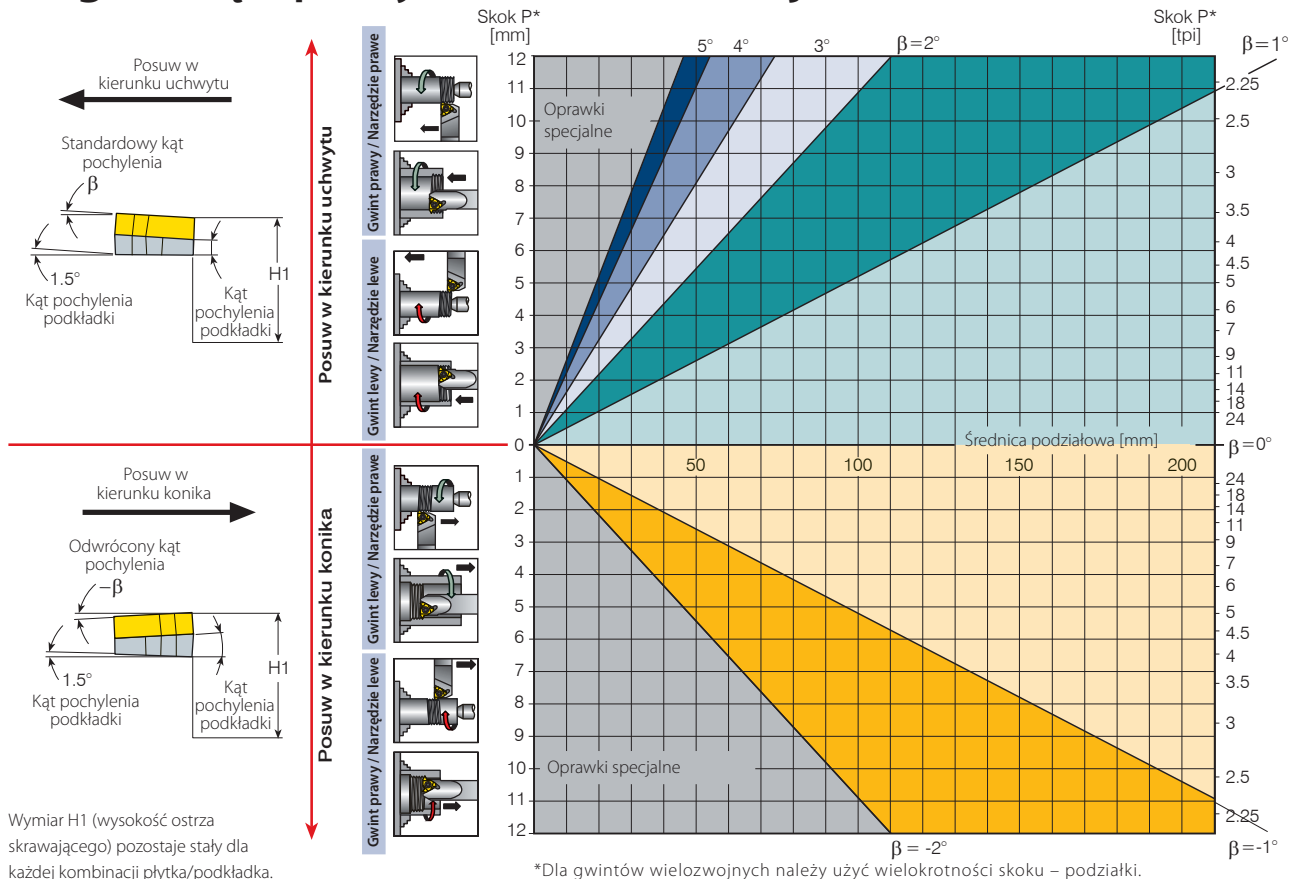 Posuw w
kierunku uchwytu
Standardowy kąt
pochylenia
β
1.5°
Kąt pochylenia
podkładki
Kąt
pochylenia
podkładki
H1
Posuw w kierunku uchwytu
Gwint prawy / Narzędzie prawe
Gwint lewy / Narzędzie lewe
Posuw w
kierunku konika
Odwrócony kąt
pochylenia
–β
1.5°
Kąt pochylenia
podkładki
Kąt
pochylenia
podkładki
H1
Posuw w kierunku konika
Gwint lewy / Narzędzie prawe
Gwint prawy / Narzędzie lewe
Wymiar H1 (wysokość ostrza
skrawającego) pozostaje stały dla
każdej kombinacji płytka/podkładka.
Skok P*
[mm]
5°
4°
3°
β=2°
Skok P*
[tpi]
β=1°
12
11
10
9
8
7
6
5
4
3
2
1
0
1
2
3
4
5
6
7
8
9
10
11
12
Oprawki
specjalne
Średnica podziałowa [mm]
50
100
150
200
Oprawki specjalne
2.25
2.5
3
3.5
4
4.5
5
6
7
9
11
14
18
24
β=0°
24
18
14
11
9
7
6
5
4.5
4
3.5
3
2.5
2.25
β = -2°
β=-1°
*Dla gwintów wielozwojnych należy użyć wielokrotności skoku – podziałki.